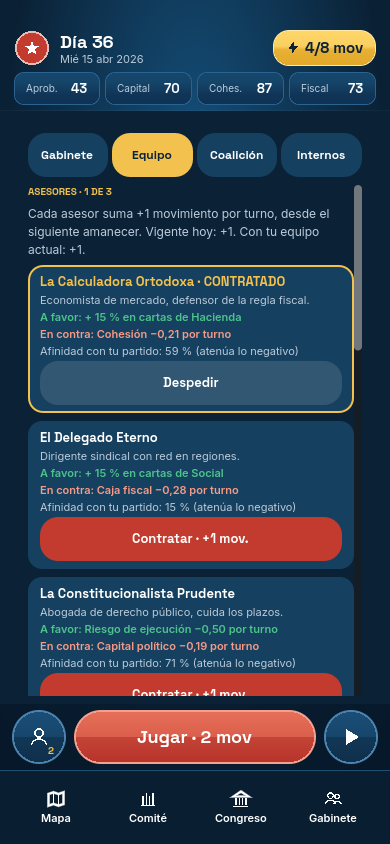 Día 36
Mié 15 abr 2026
4/8 mov
Aprob. 43
Capital 70
Cohes. 87
Fiscal 73
Gabinete
Equipo
Coalición
Internos
ASESORES · 1 DE 3
Cada asesor suma +1 movimiento por turno, desde el
siguiente amanecer. Vigente hoy: +1. Con tu equipo
actual: +1.
La Calculadora Ortodoxa · CONTRATADO
Economista de mercado, defensor de la regla fiscal.
A favor: + 15 % en cartas de Hacienda
En contra: Cohesión −0,21 por turno
Afinidad con tu partido: 59 % (atenúa lo negativo)
Despedir
El Delegado Eterno
Dirigente sindical con red en regiones.
A favor: + 15 % en cartas de Social
En contra: Caja fiscal −0,28 por turno
Afinidad con tu partido: 15 % (atenúa lo negativo)
Contratar · +1 mov.
La Constitucionalista Prudente
Abogada de derecho público, cuida los plazos.
A favor: Riesgo de ejecución −0,50 por turno
En contra: Capital político −0,19 por turno
Afinidad con tu partido: 71 % (atenúa lo negativo)
Contratar · +1 mov.
2
Jugar · 2 mov
Mapa
Comité
Congreso
Gabinete